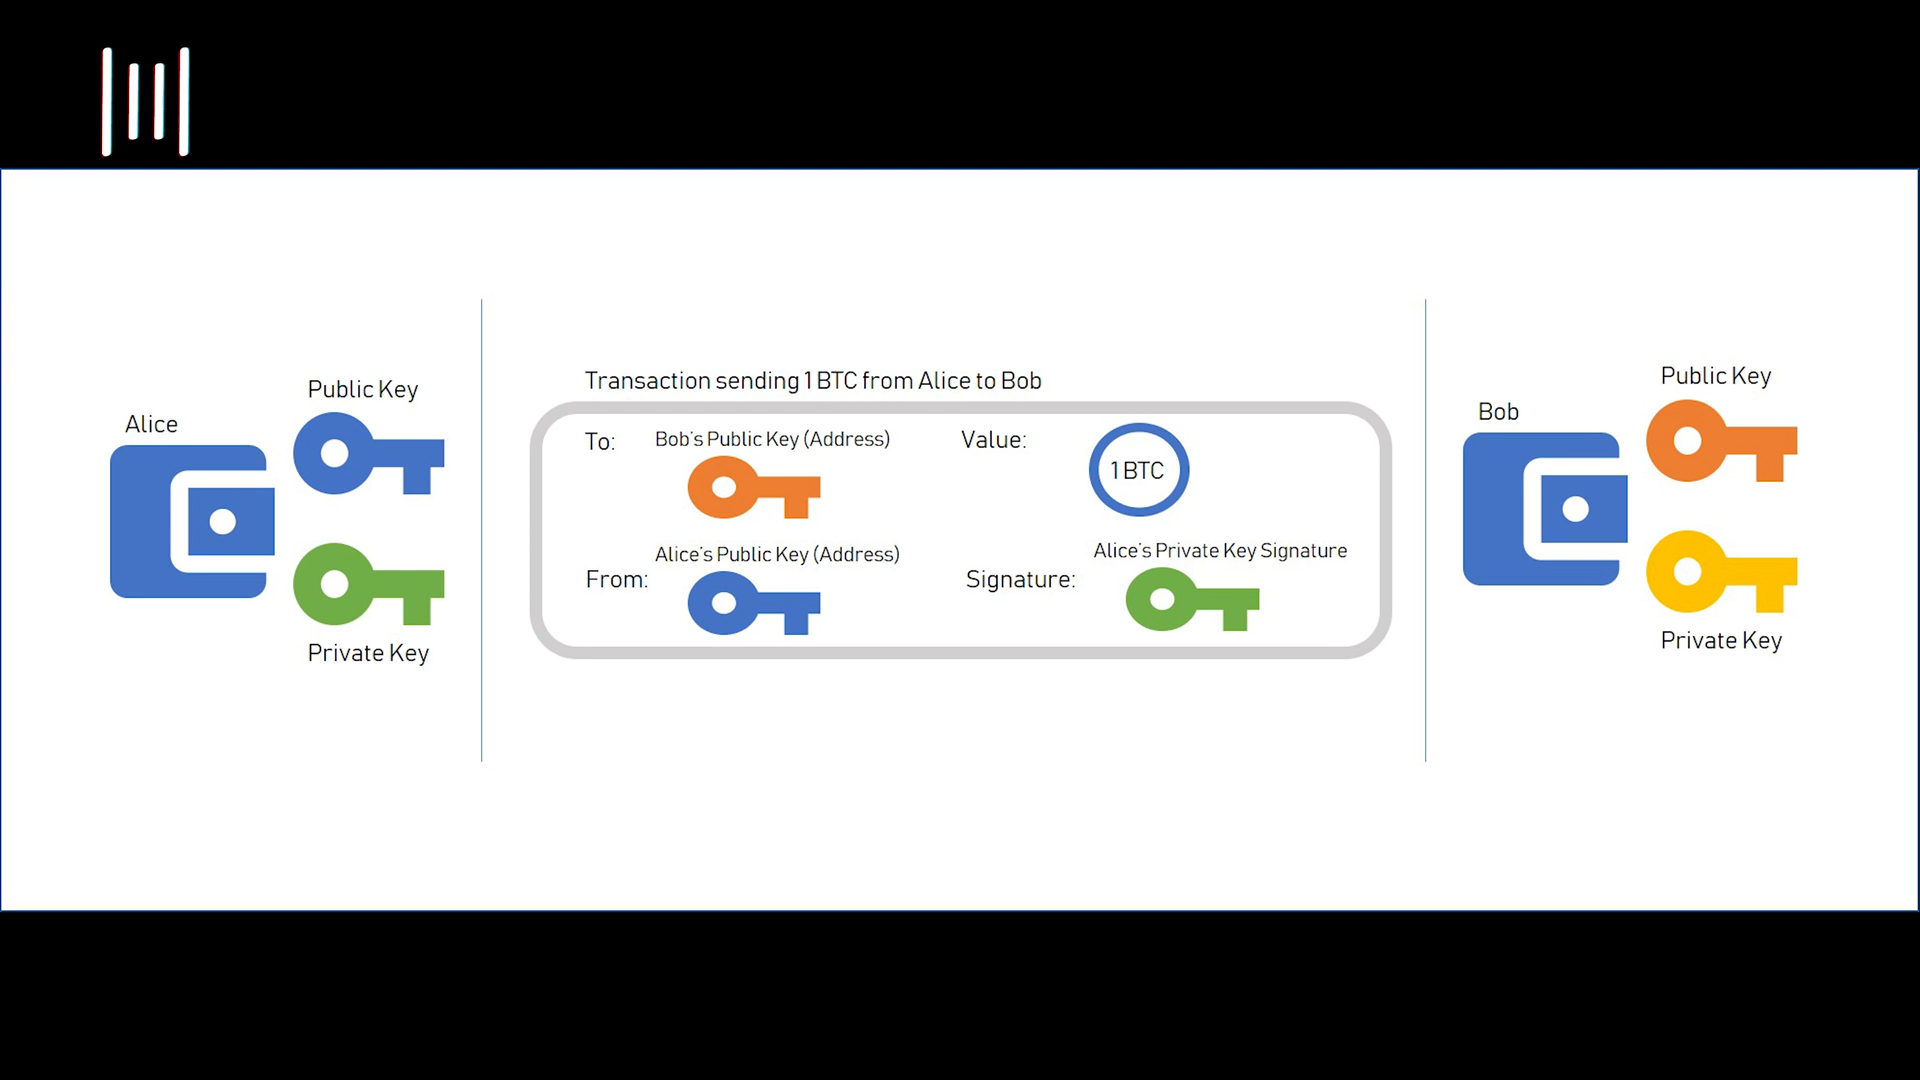 Public Key
Alice
Private Key
Transaction sending 1 BTC from Alice to Bob
To:
Bob's Public Key (Address)
Value:
1 BTC
From:
Alice's Public Key (Address)
Signature:
Alice's Private Key Signature
Public Key
Bob
Private Key